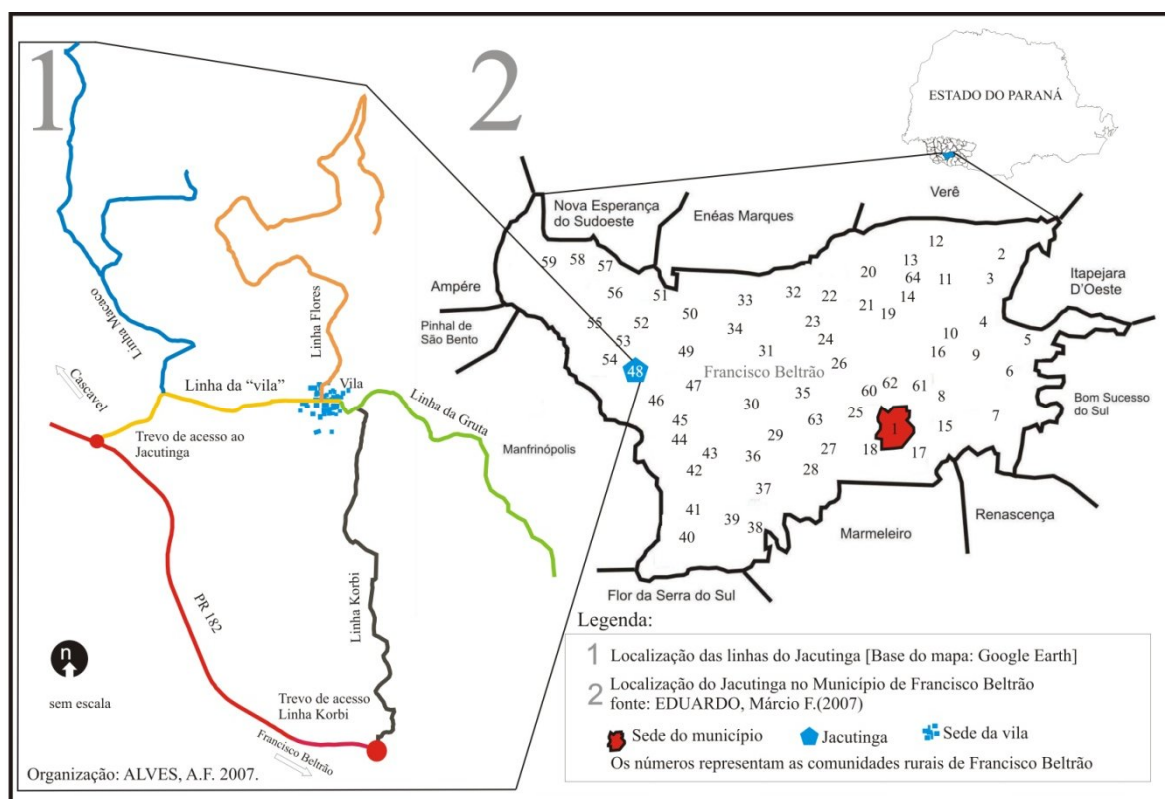 1
Linha Macaco
Linha Flores
Cascavel
Linha da “vila”
Vila
Trevo de acesso ao
Jacutinga
Linha da Gruta
Linha Korbi
PR 182
n
sem escala
Trevo de acesso
Linha Korbi
Francisco Beltrão
Organização: ALVES, A.F. 2007.
2
ESTADO DO PARANÁ
Nova Esperança
do Sudoeste
Enéas Marques
Verê
Itapejara
D'Oeste
Ampére
Pinhal de
São Bento
Manfrinópolis
Francisco Beltrão
Bom Sucesso
do Sul
Renascença
Marmeleiro
Flor da Serra do Sul
12
2
13
59
58
57
20
64
11
3
56
51
32
22
14
33
21
19
4
50
55
52
23
34
10
5
53
24
49
31
16
9
54
26
6
48
47
62
61
60
35
8
46
30
25
7
45
63
1
15
44
29
43
36
27
18
17
42
28
37
41
39
38
40
Legenda:
1 Localização das linhas do Jacutinga [Base do mapa: Google Earth]
2 Localização do Jacutinga no Município de Francisco Beltrão
fonte: EDUARDO, Márcio F.(2007)
Sede do município
Jacutinga
Sede da vila
Os números representam as comunidades rurais de Francisco Beltrão